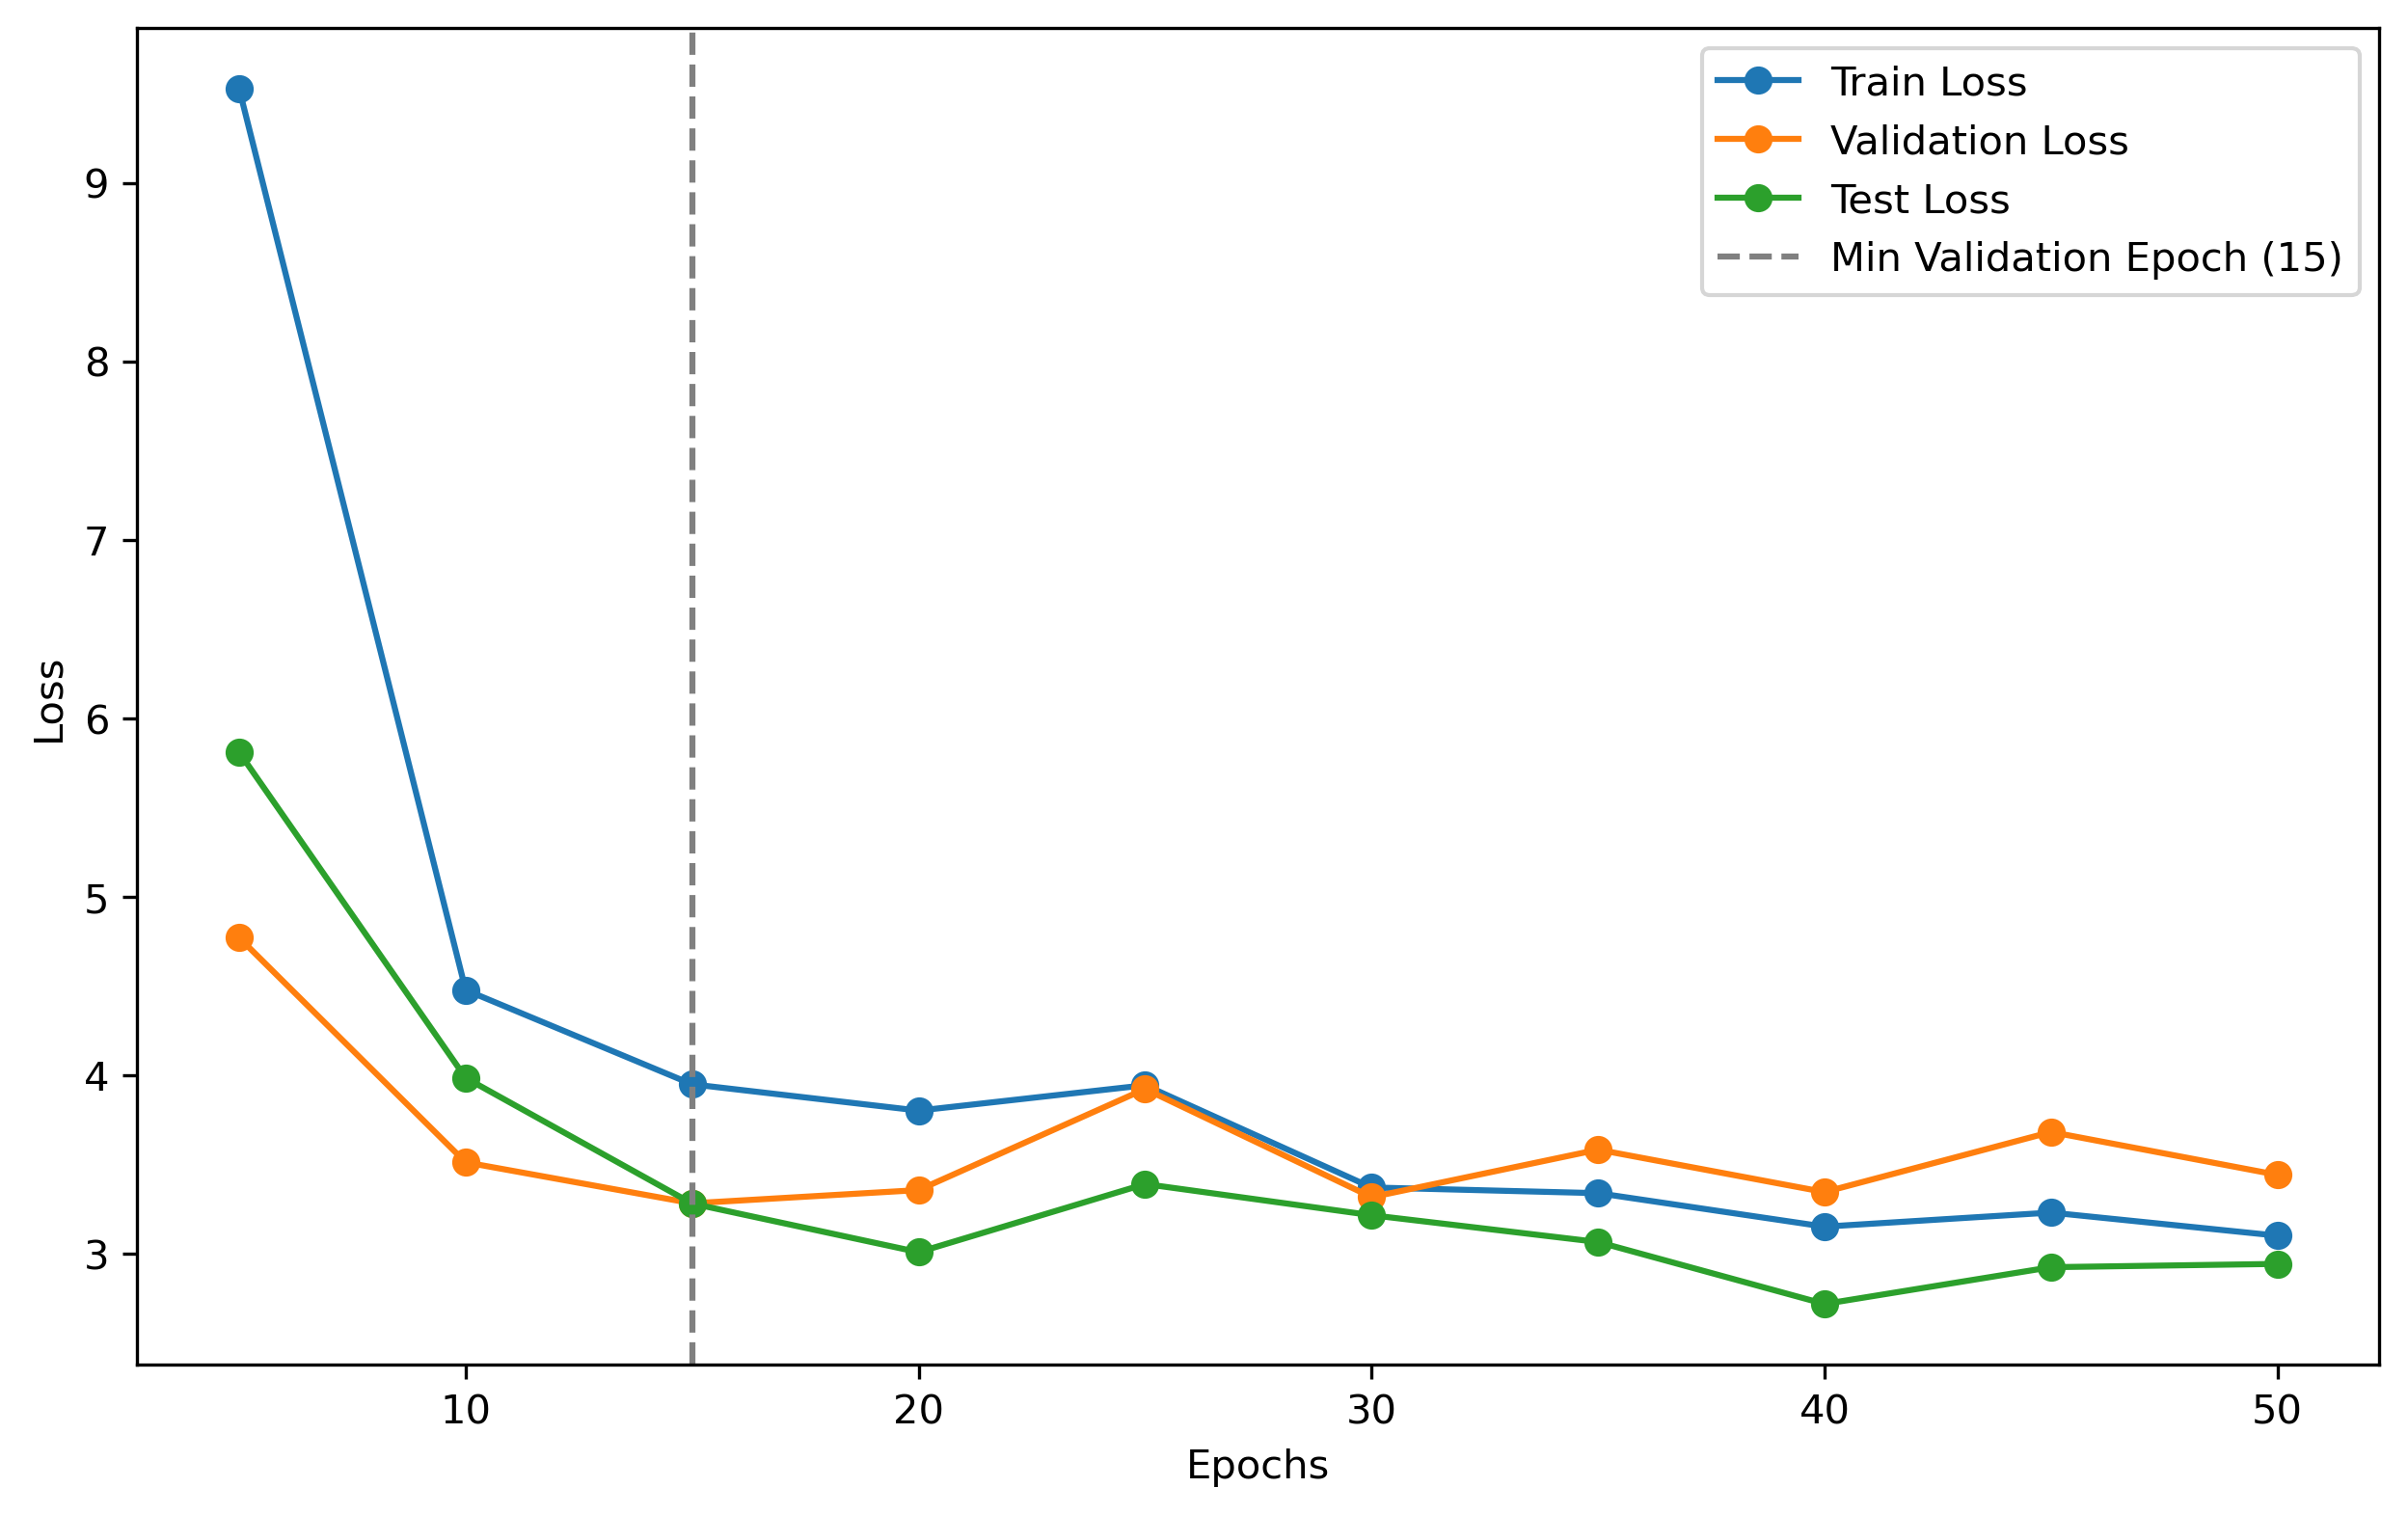 Train Loss
Validation Loss
Test Loss
Min Validation Epoch (15)
9
8
7
6
5
4
3
Loss
10 20 30 40 50
Epochs